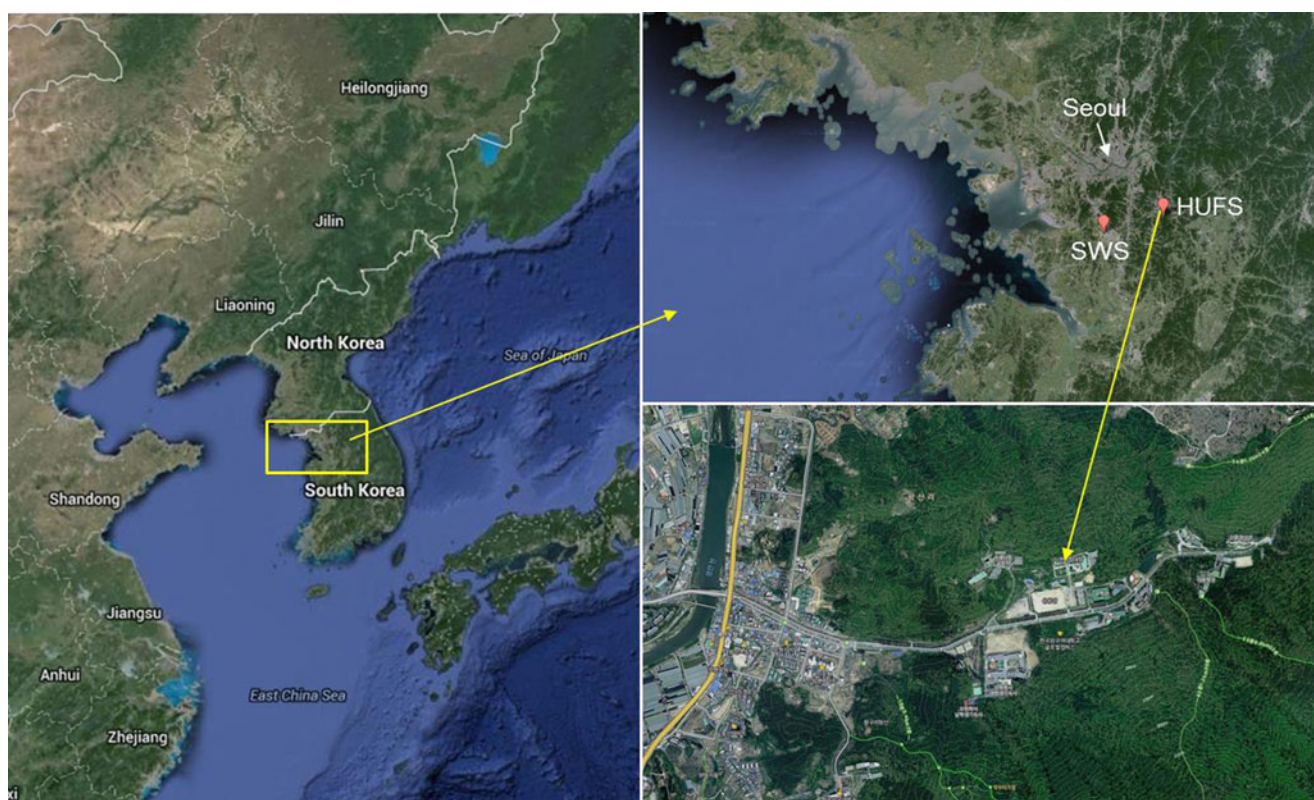 Heilongjiang
Jilin
Liaoning
North Korea
Sea of Japan
Shandong
South Korea
Jiangsu
Anhui
East China Sea
Zhejiang
xi
Seoul
HUFS
SWS